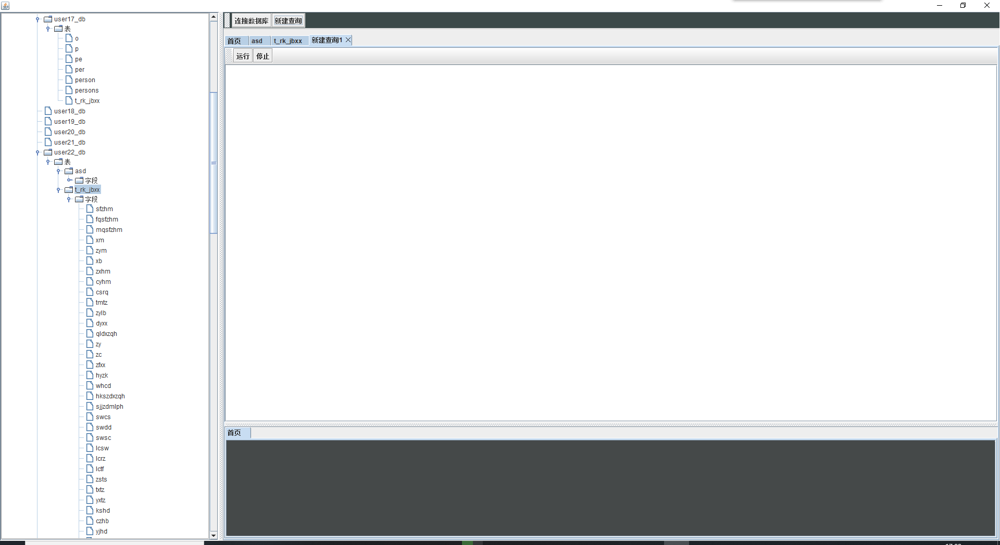 user17_db
表
o
p
pe
per
person
persons
t_rk_jbxx
user18_db
user19_db
user20_db
user21_db
user22_db
表
asd
字段
t_rk_jbxx
字段
sfzhm
fqsfzhm
mqsfzhm
xm
zym
xb
zxhm
cyhm
csrq
tmtz
zylb
dyxx
qldxzqh
zy
zc
zfxx
hyzk
whcd
hkszdxzqh
sjjzdmlph
swcs
swdd
swsc
lcsw
lcrz
lctf
zsts
txtz
yxtz
kshd
czhb
yjhd
连接数据库 新建查询
首页 asd t_rk_jbxx 新建查询1
运行 停止
首页